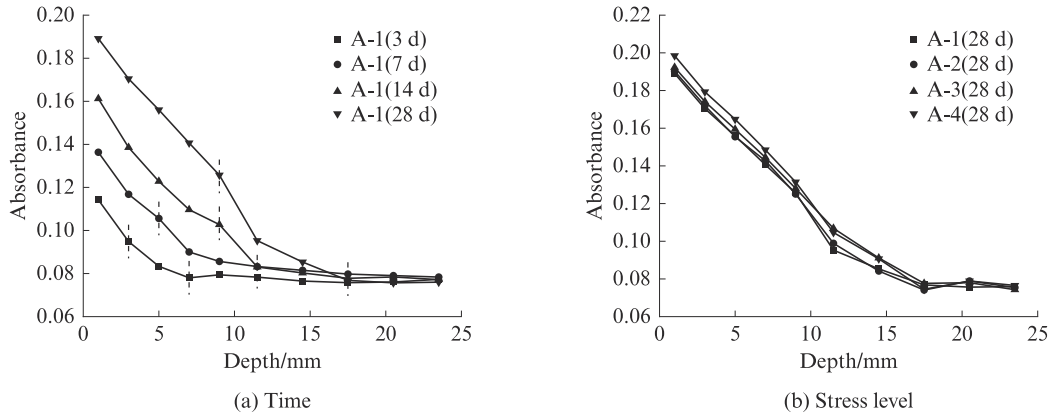 0.20
0.18
0.16
0.14
0.12
0.10
0.08
0.06
Absorbance
A-1(3 d)
A-1(7 d)
A-1(14 d)
A-1(28 d)
0 5 10 15 20 25
Depth/mm
(a) Time
0.22
0.20
0.18
0.16
0.14
0.12
0.10
0.08
0.06
Absorbance
A-1(28 d)
A-2(28 d)
A-3(28 d)
A-4(28 d)
0 5 10 15 20 25
Depth/mm
(b) Stress level